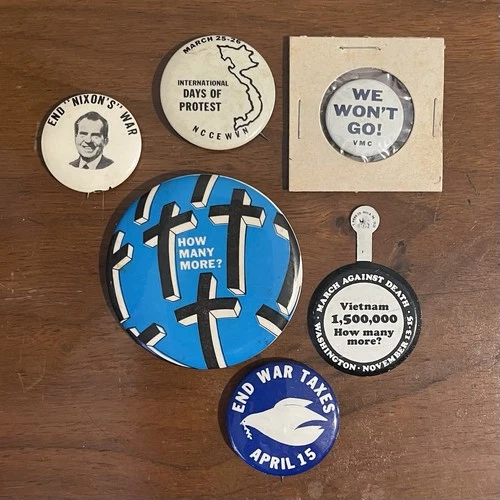 END "NIXON'S" WAR
MARCH 25-26
INTERNATIONAL
DAYS OF
PROTEST
NCCEWVN
WE
WON'T
GO!
VMC
HOW
MANY
MORE?
MARCH AGAINST DEATH
Vietnam
1,500,000
How many
more?
WASHINGTON • NOVEMBER 13-15
END WAR TAXES
APRIL 15